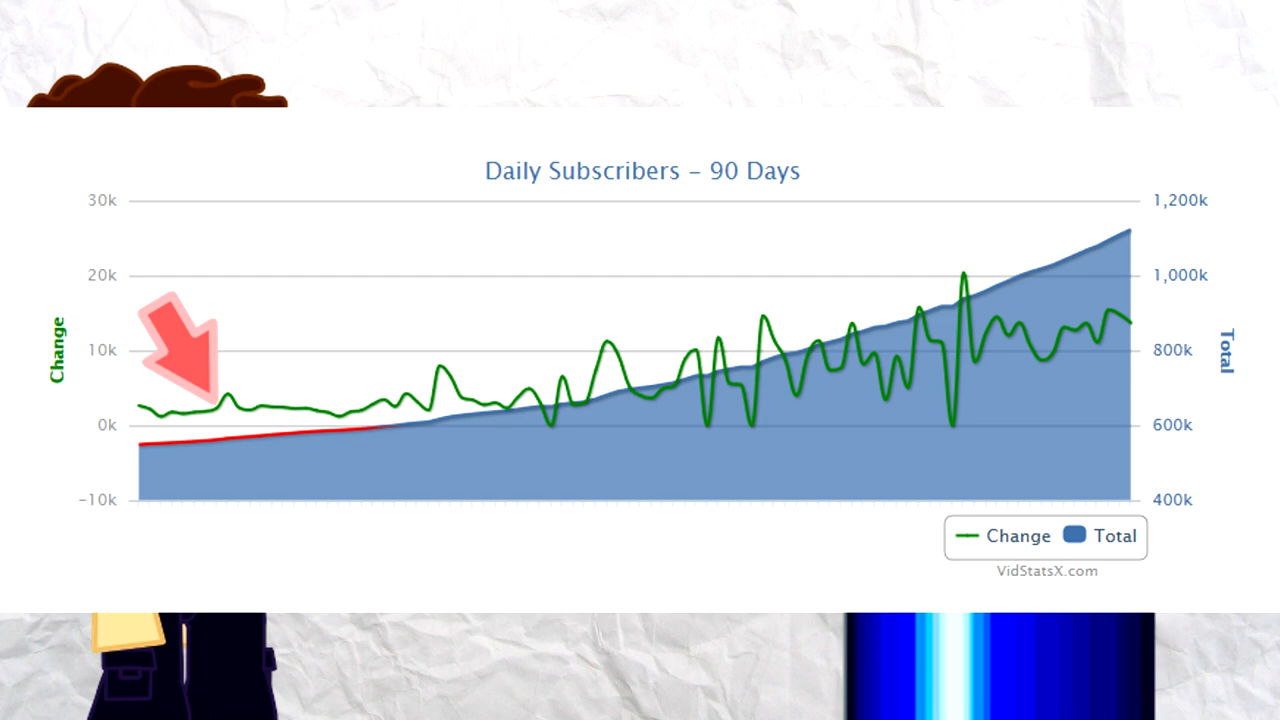 Daily Subscribers - 90 Days
30k
1,200k
20k
1,000k
10k
800k
0k
600k
-10k
400k
Change
Total
Change
Total
VidStatsX.com